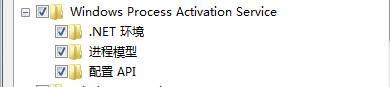 Windows Process Activation Service
.NET 环境
进程模型
配置 API